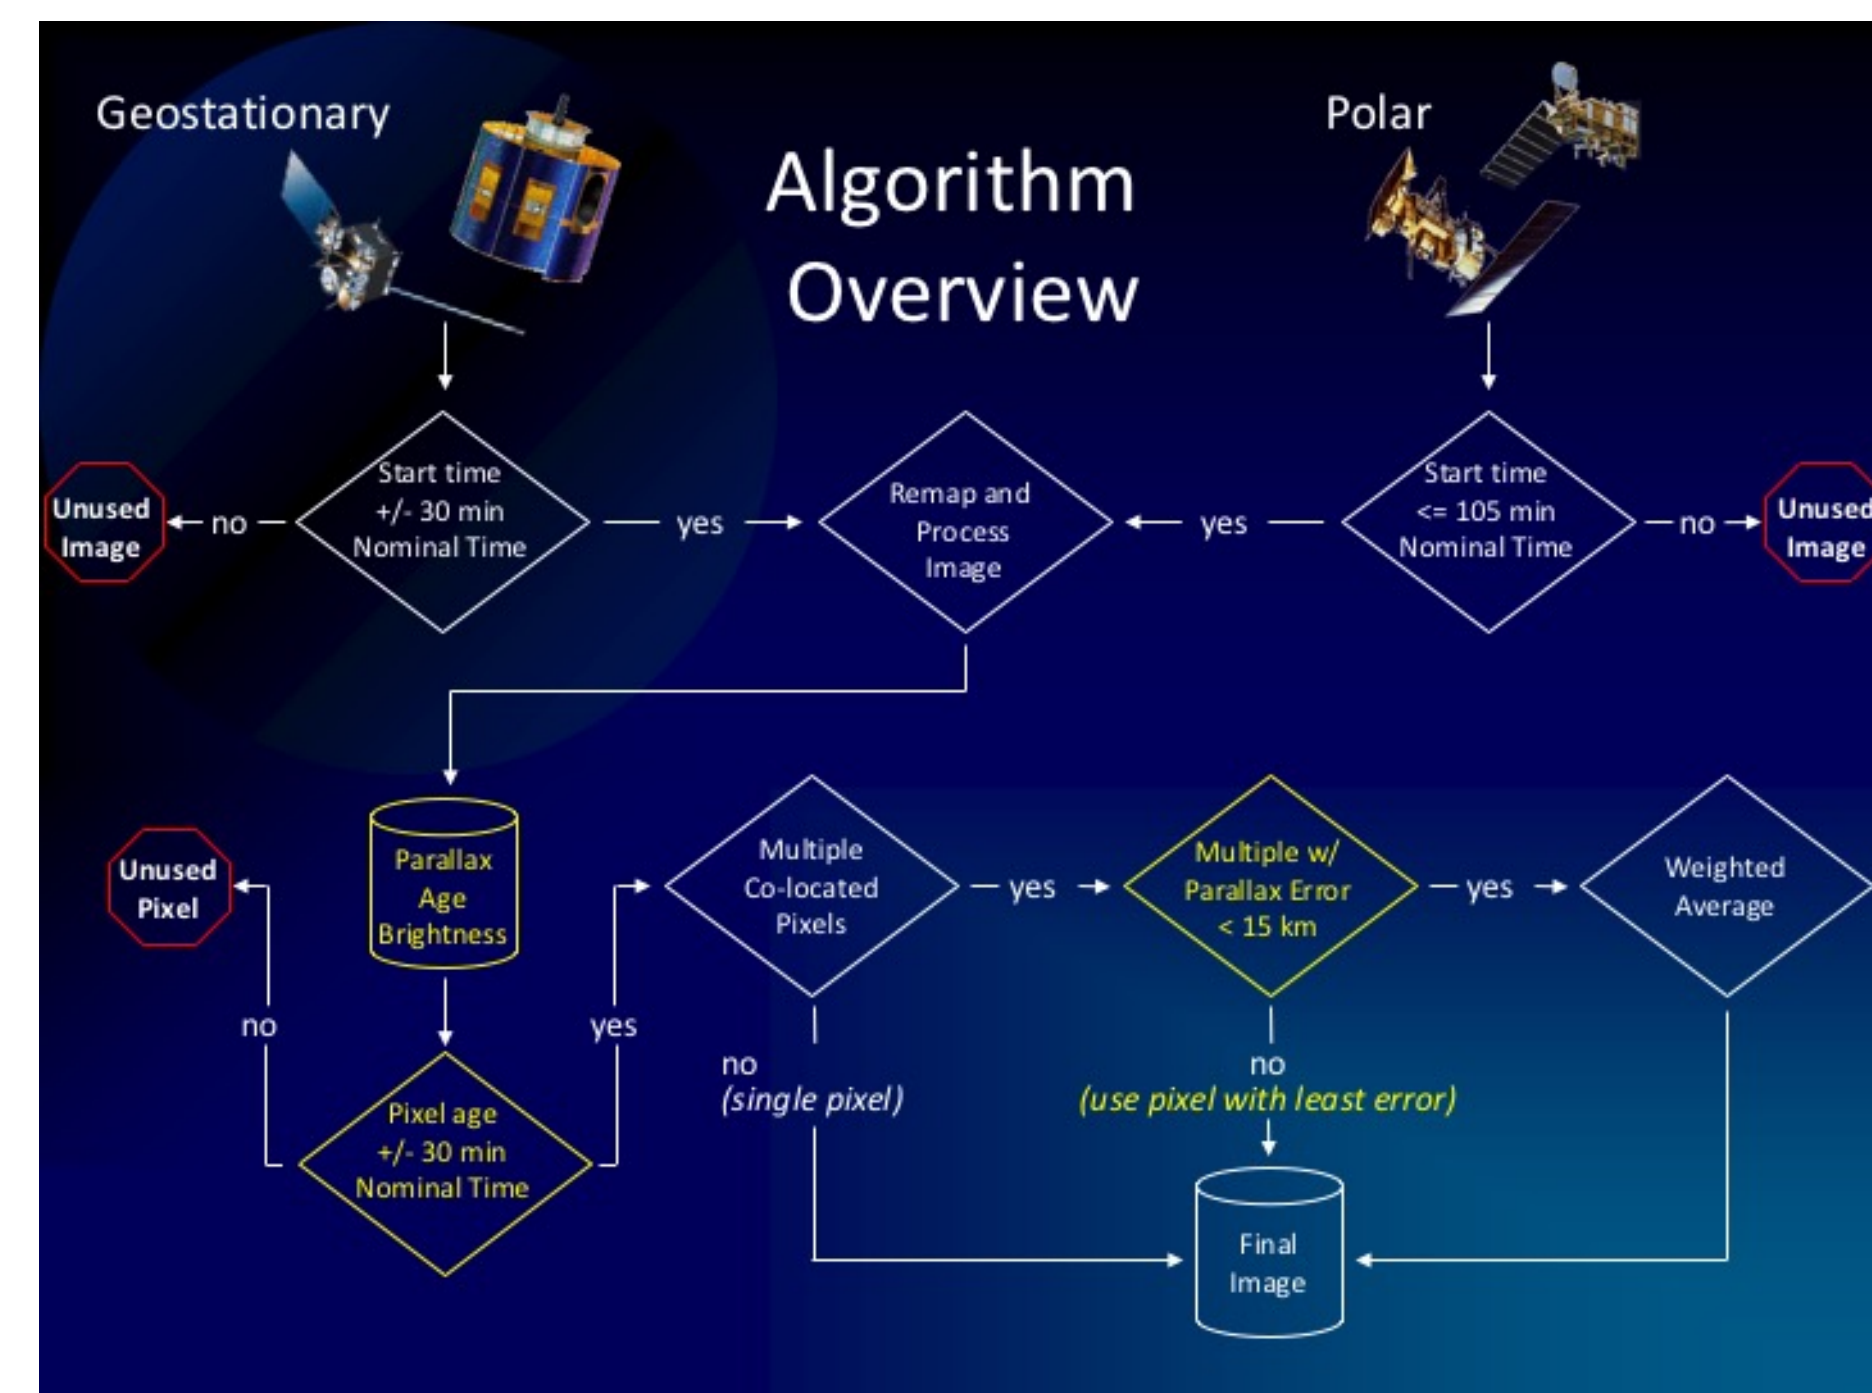 Geostationary
Polar
Algorithm
Overview
Unused
Image
no
Start time
+/- 30 min
Nominal Time
yes
Remap and
Process
Image
yes
Start time
<= 105 min
Nominal Time
no
Unused
Image
Unused
Pixel
Parallax
Age
Brightness
no
yes
Pixel age
+/- 30 min
Nominal Time
Multiple
Co-located
Pixels
yes
Multiple w/
Parallax Error
< 15 km
yes
Weighted
Average
no
(single pixel)
no
(use pixel with least error)
Final
Image